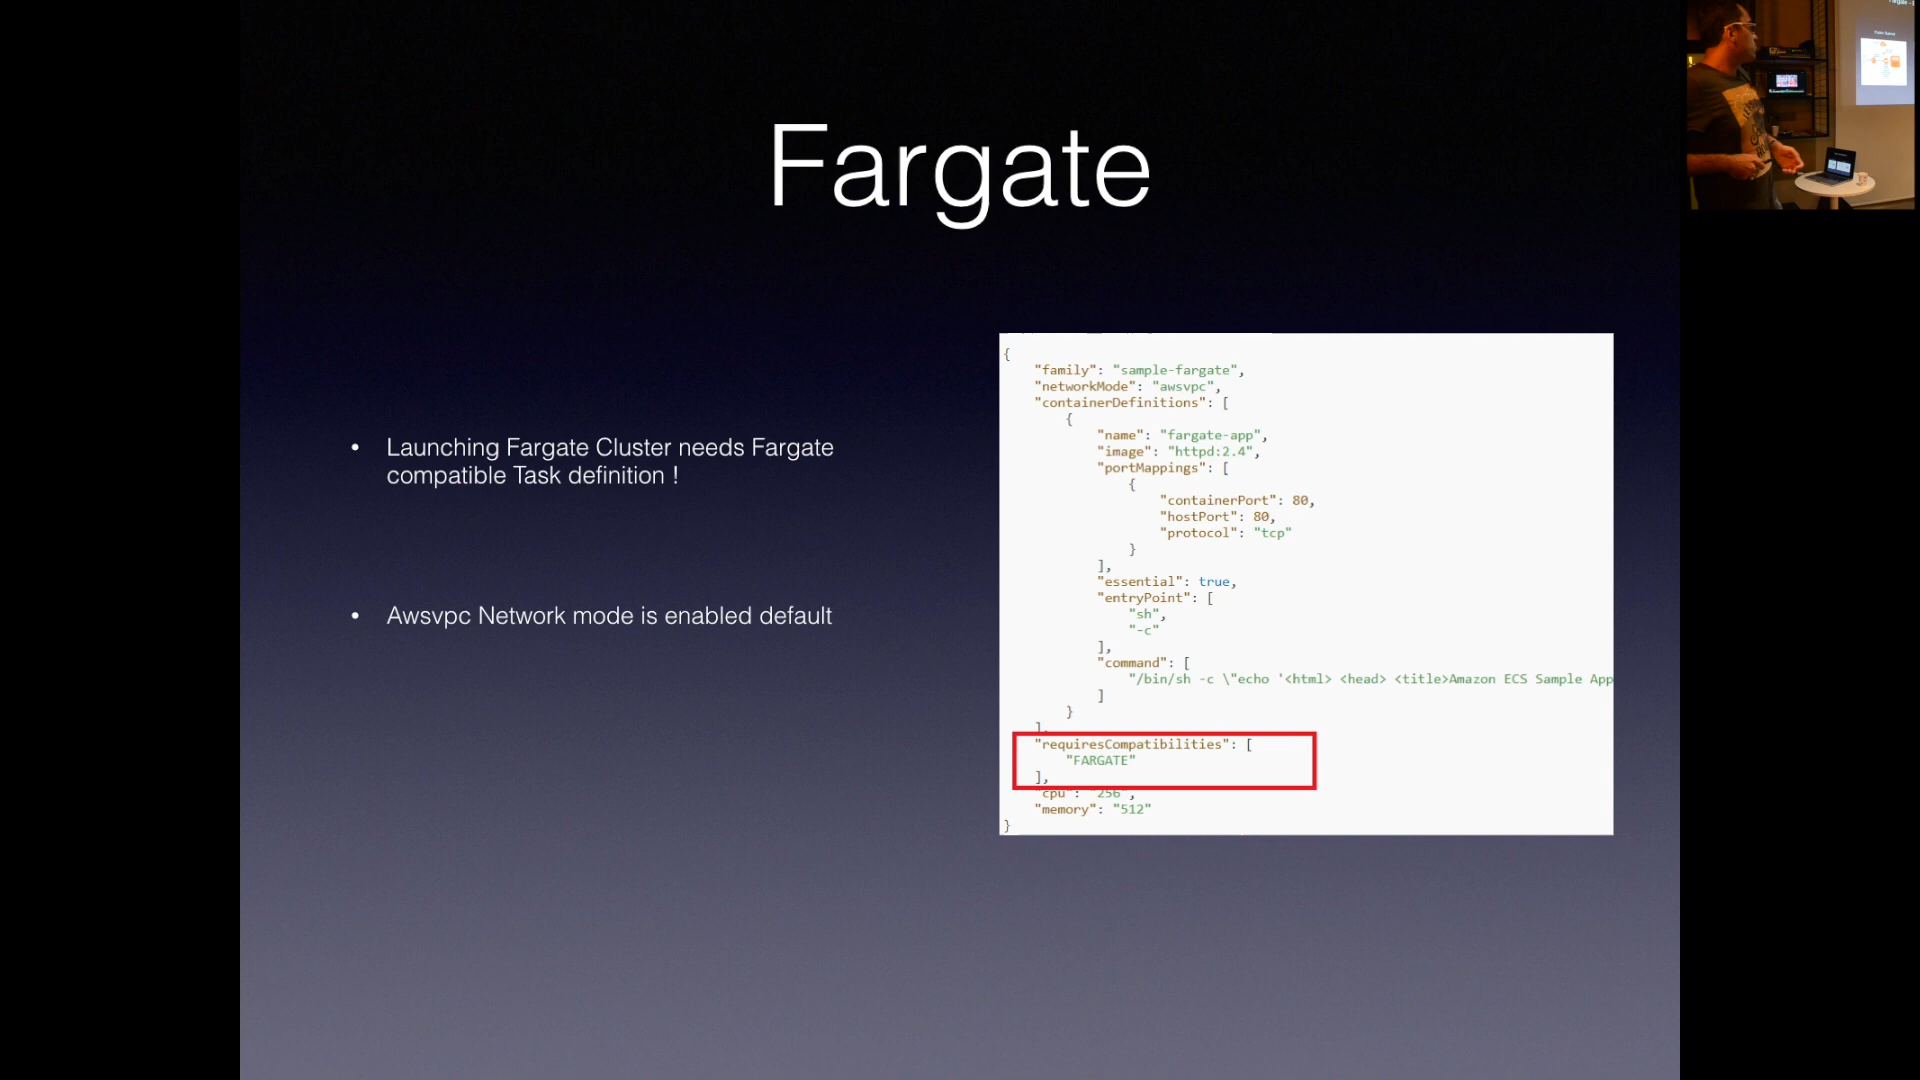 Fargate
• Launching Fargate Cluster needs Fargate
compatible Task definition !
• Awsvpc Network mode is enabled default
{
"family": "sample-fargate",
"networkMode": "awsvpc",
"containerDefinitions": [
{
"name": "fargate-app",
"image": "httpd:2.4",
"portMappings": [
{
"containerPort": 80,
"hostPort": 80,
"protocol": "tcp"
}
],
"essential": true,
"entryPoint": [
"sh",
"-c"
],
"command": [
"/bin/sh -c \"echo '<html> <head> <title>Amazon ECS Sample App
]
}
],
"requiresCompatibilities": [
"FARGATE"
],
"cpu": "256",
"memory": "512"
}